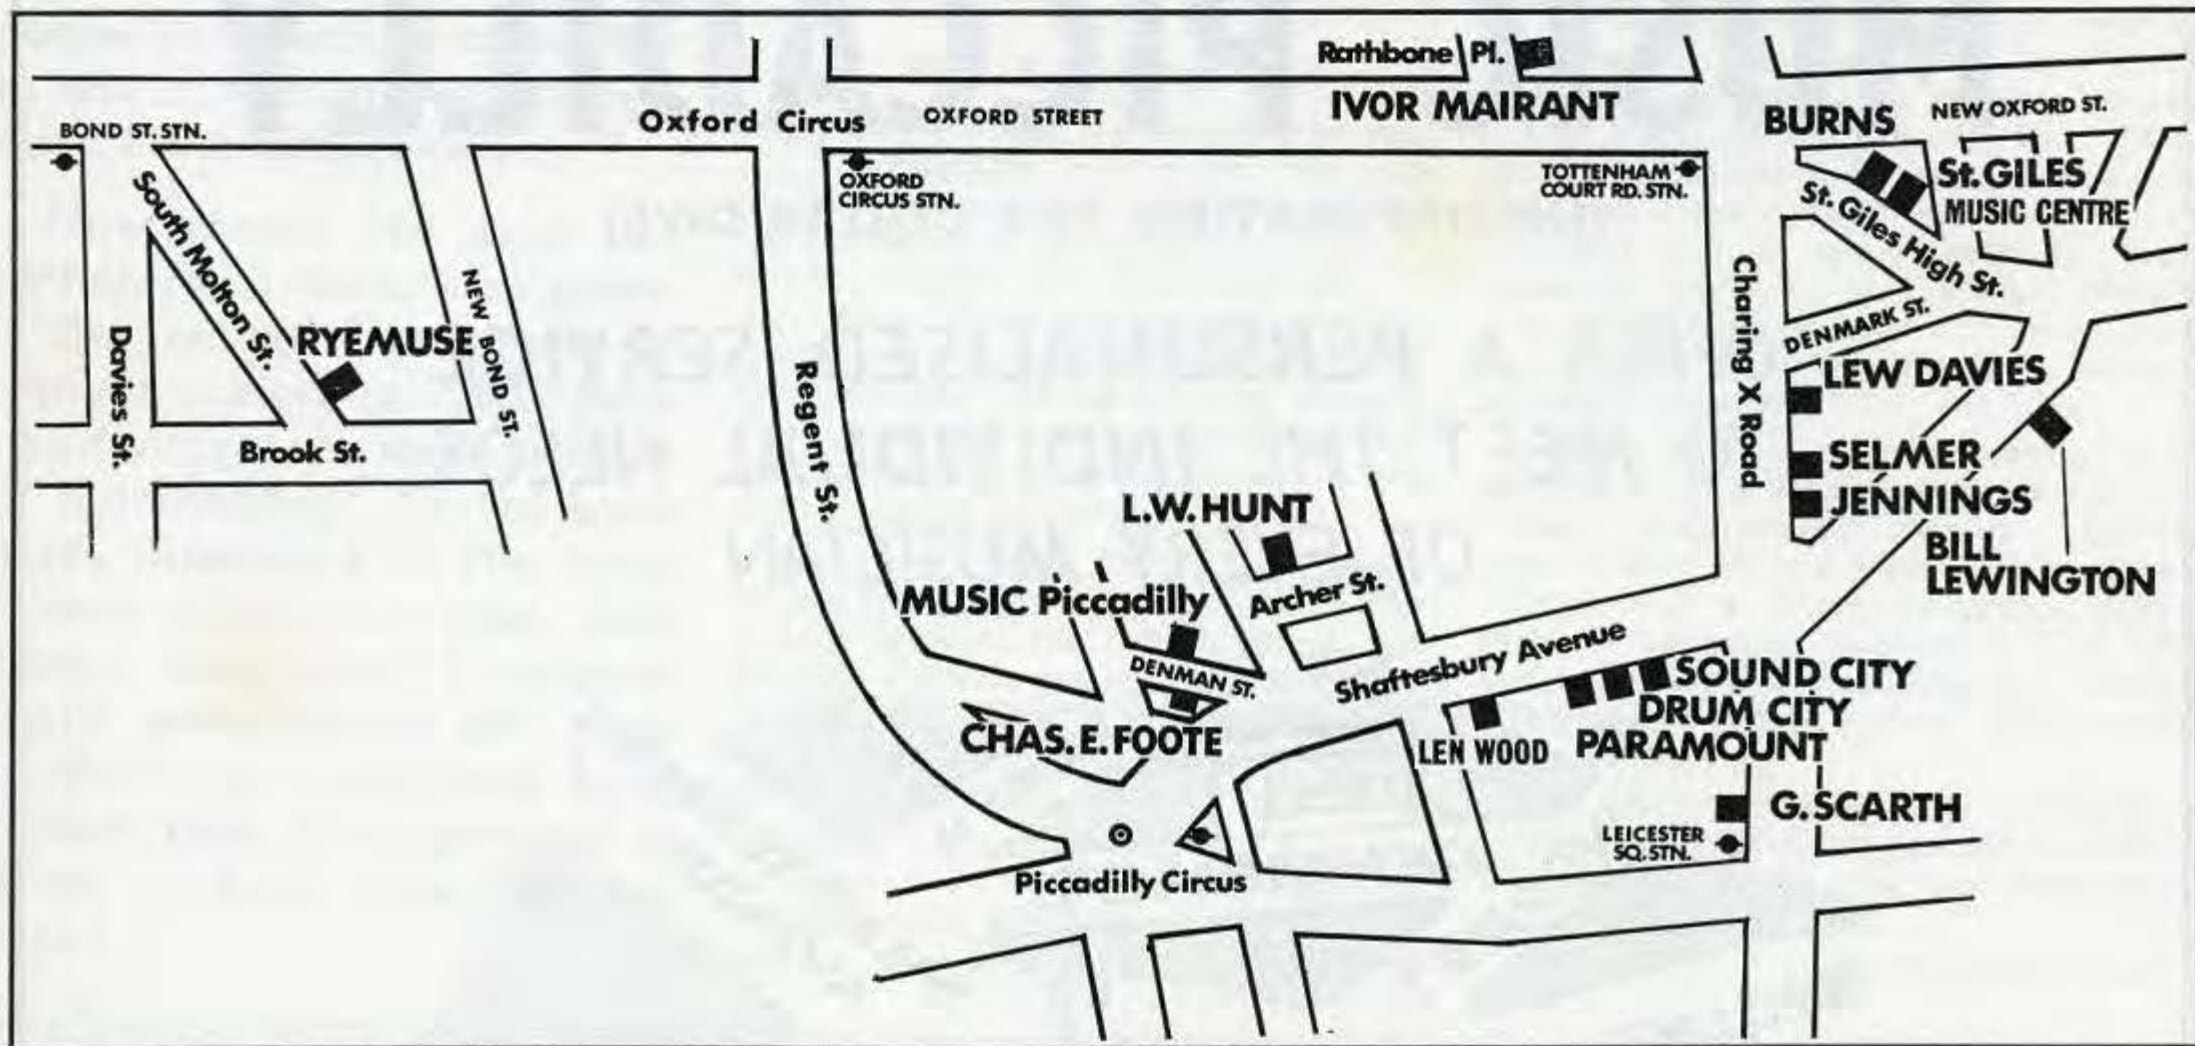 Rathbone Pl.
IVOR MAIRANT
Oxford Circus
OXFORD STREET
BURNS
NEW OXFORD ST.
BOND ST. STN.
OXFORD
CIRCUS STN.
TOTTENHAM
COURT RD. STN.
St. GILES
MUSIC CENTRE
St. Giles High St.
South Molton St.
NEW BOND ST.
Davies St.
RYEMUSE
Brook St.
Regent St.
Charing X Road
DENMARK ST.
LEW DAVIES
SELMER
JENNINGS
BILL
LEWINGTON
L.W. HUNT
Archer St.
MUSIC Piccadilly
DENMAN ST.
Shaftesbury Avenue
SOUND CITY
DRUM CITY
PARAMOUNT
LEN WOOD
CHAS. E. FOOTE
G. SCARTH
LEICESTER
SQ. STN.
Piccadilly Circus